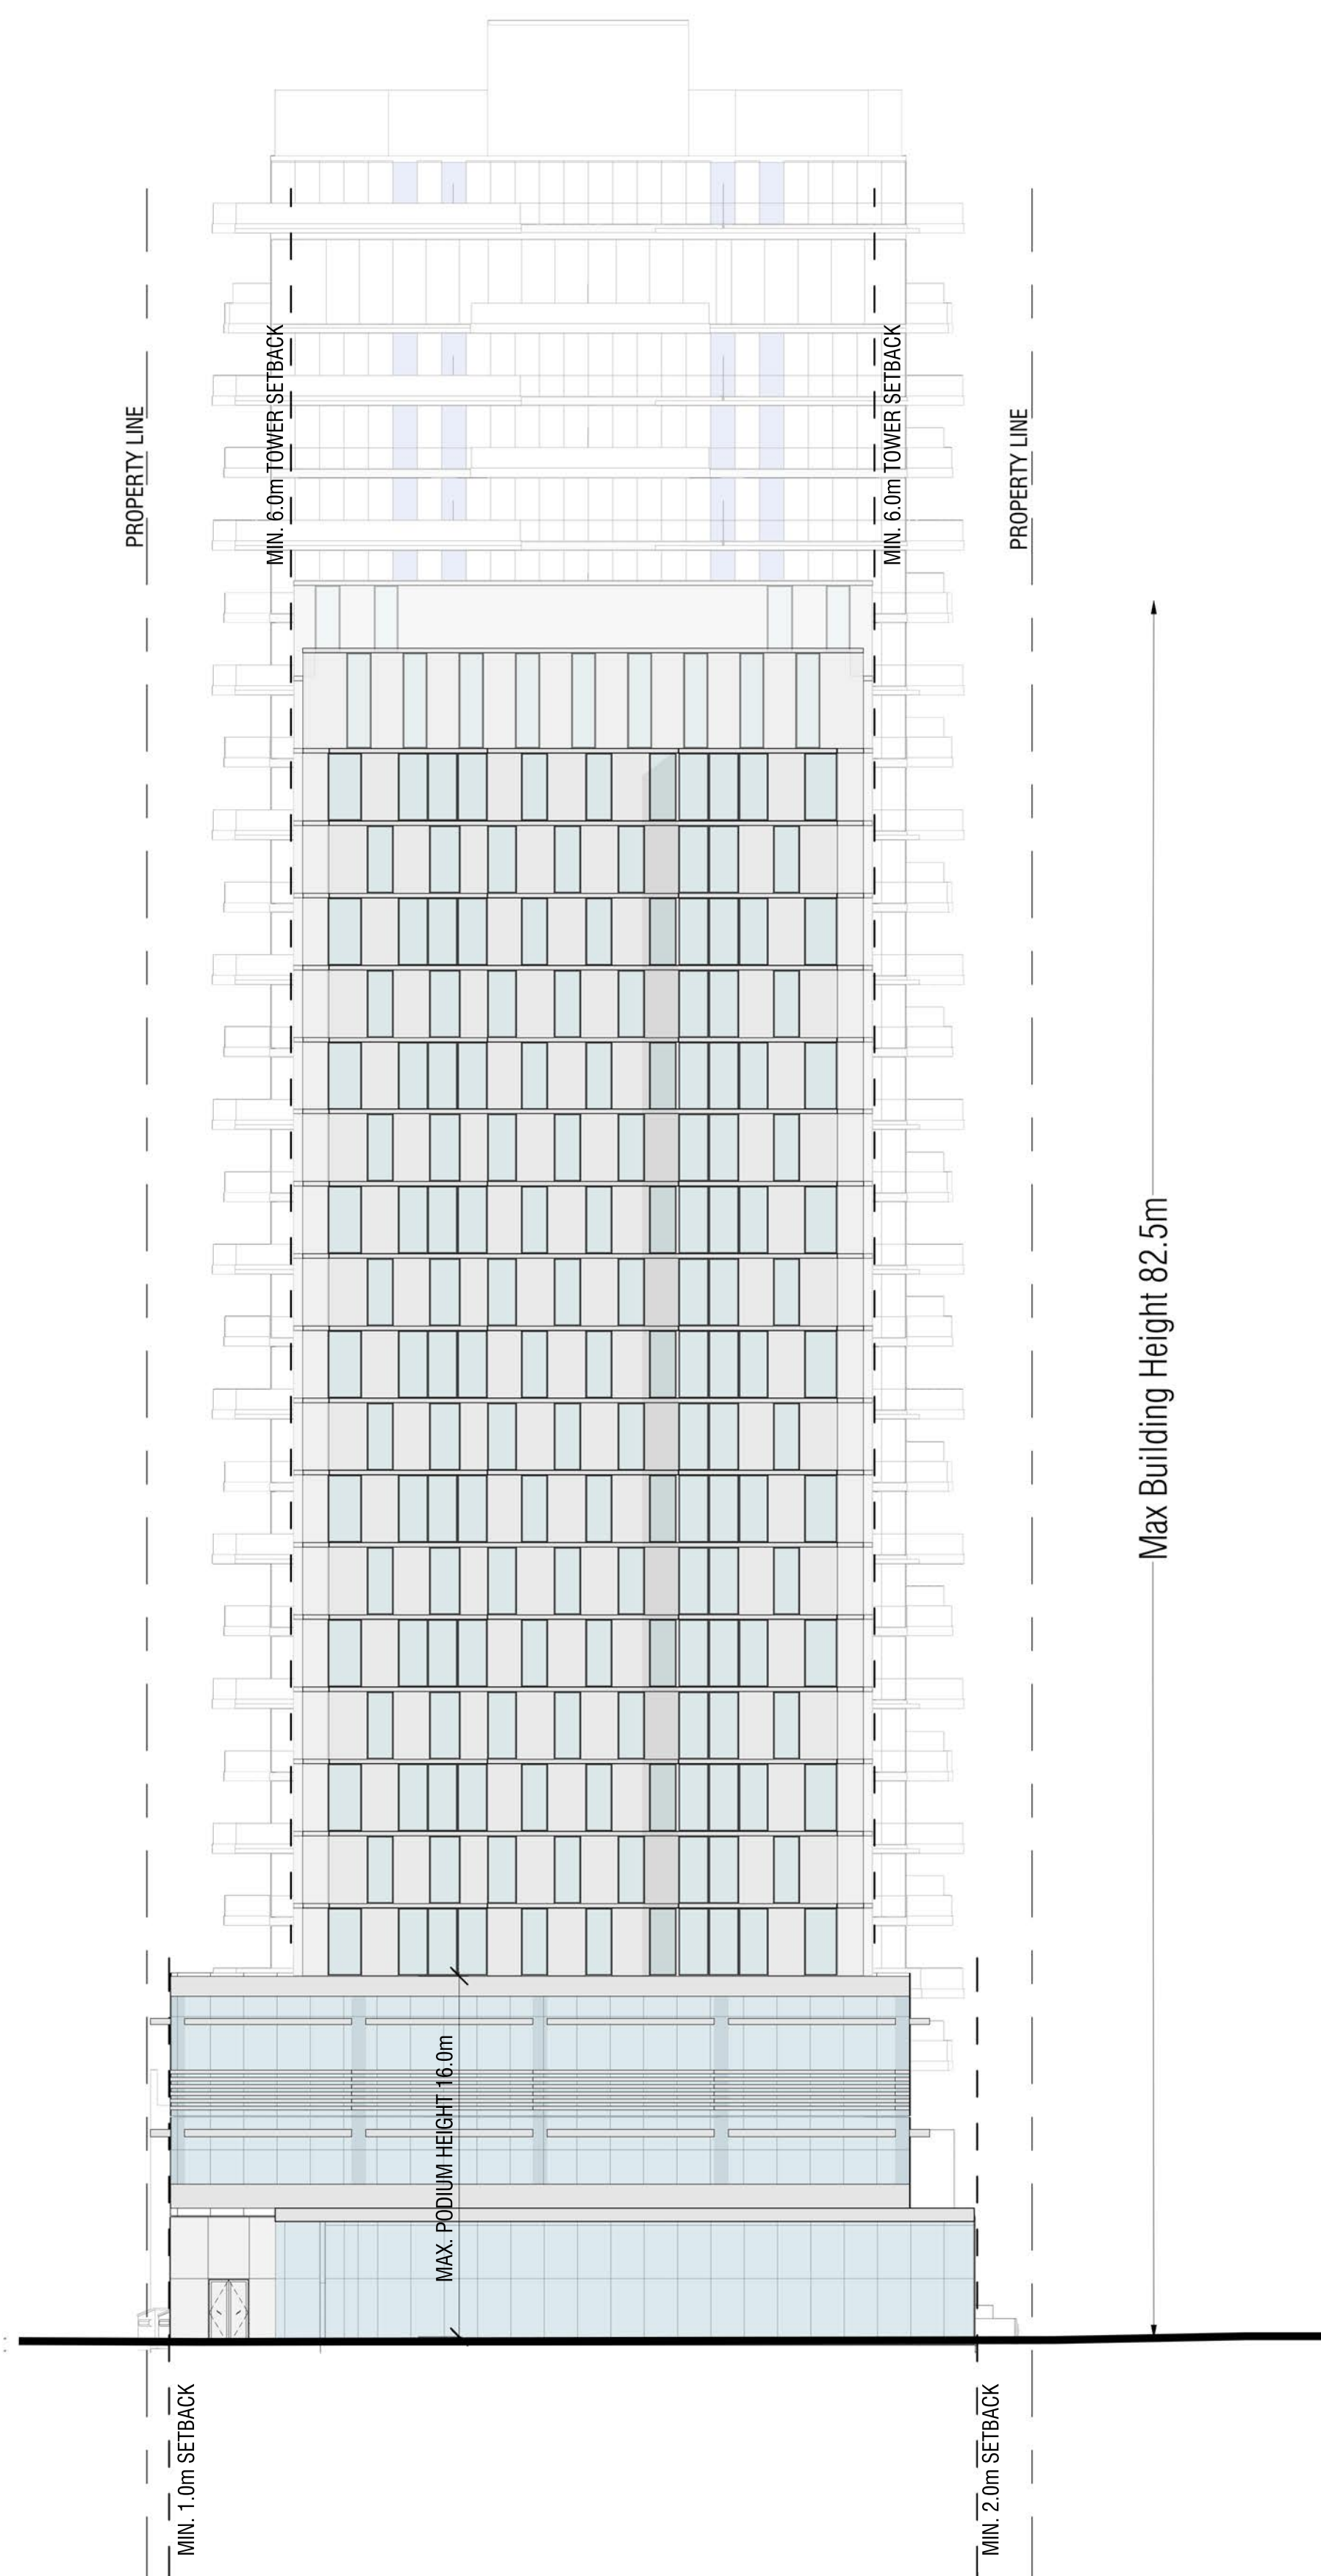 MIN. 6.0m TOWER SETBACK
MIN. 6.0m TOWER SETBACK
PROPERTY LINE
PROPERTY LINE
Max Building Height 82.5m
MAX. PODIUM HEIGHT 16.0m
MIN. 1.0m SETBACK
MIN. 2.0m SETBACK